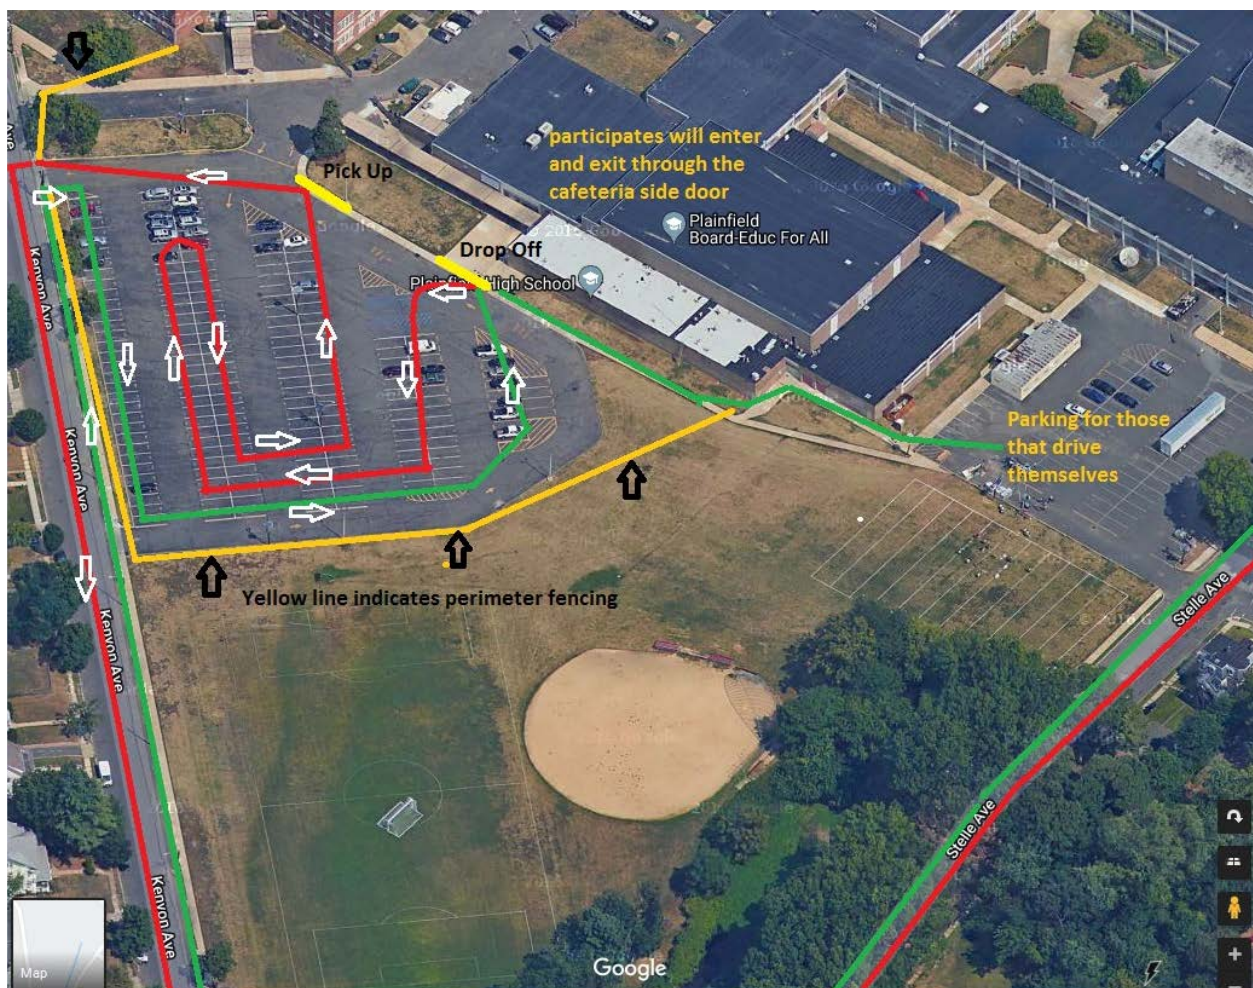 Ave
Pick Up
participates will enter
and exit through the
cafeteria side door
Plainfield
Board-Educ For All
Drop Off
Plainfield High School
Kenyon Ave
Kenyon Ave
Parking for those
that drive
themselves
Yellow line indicates perimeter fencing
Kenyon Ave
Stelle Ave
Stelle Ave
Kenyon Ave
Map
Google